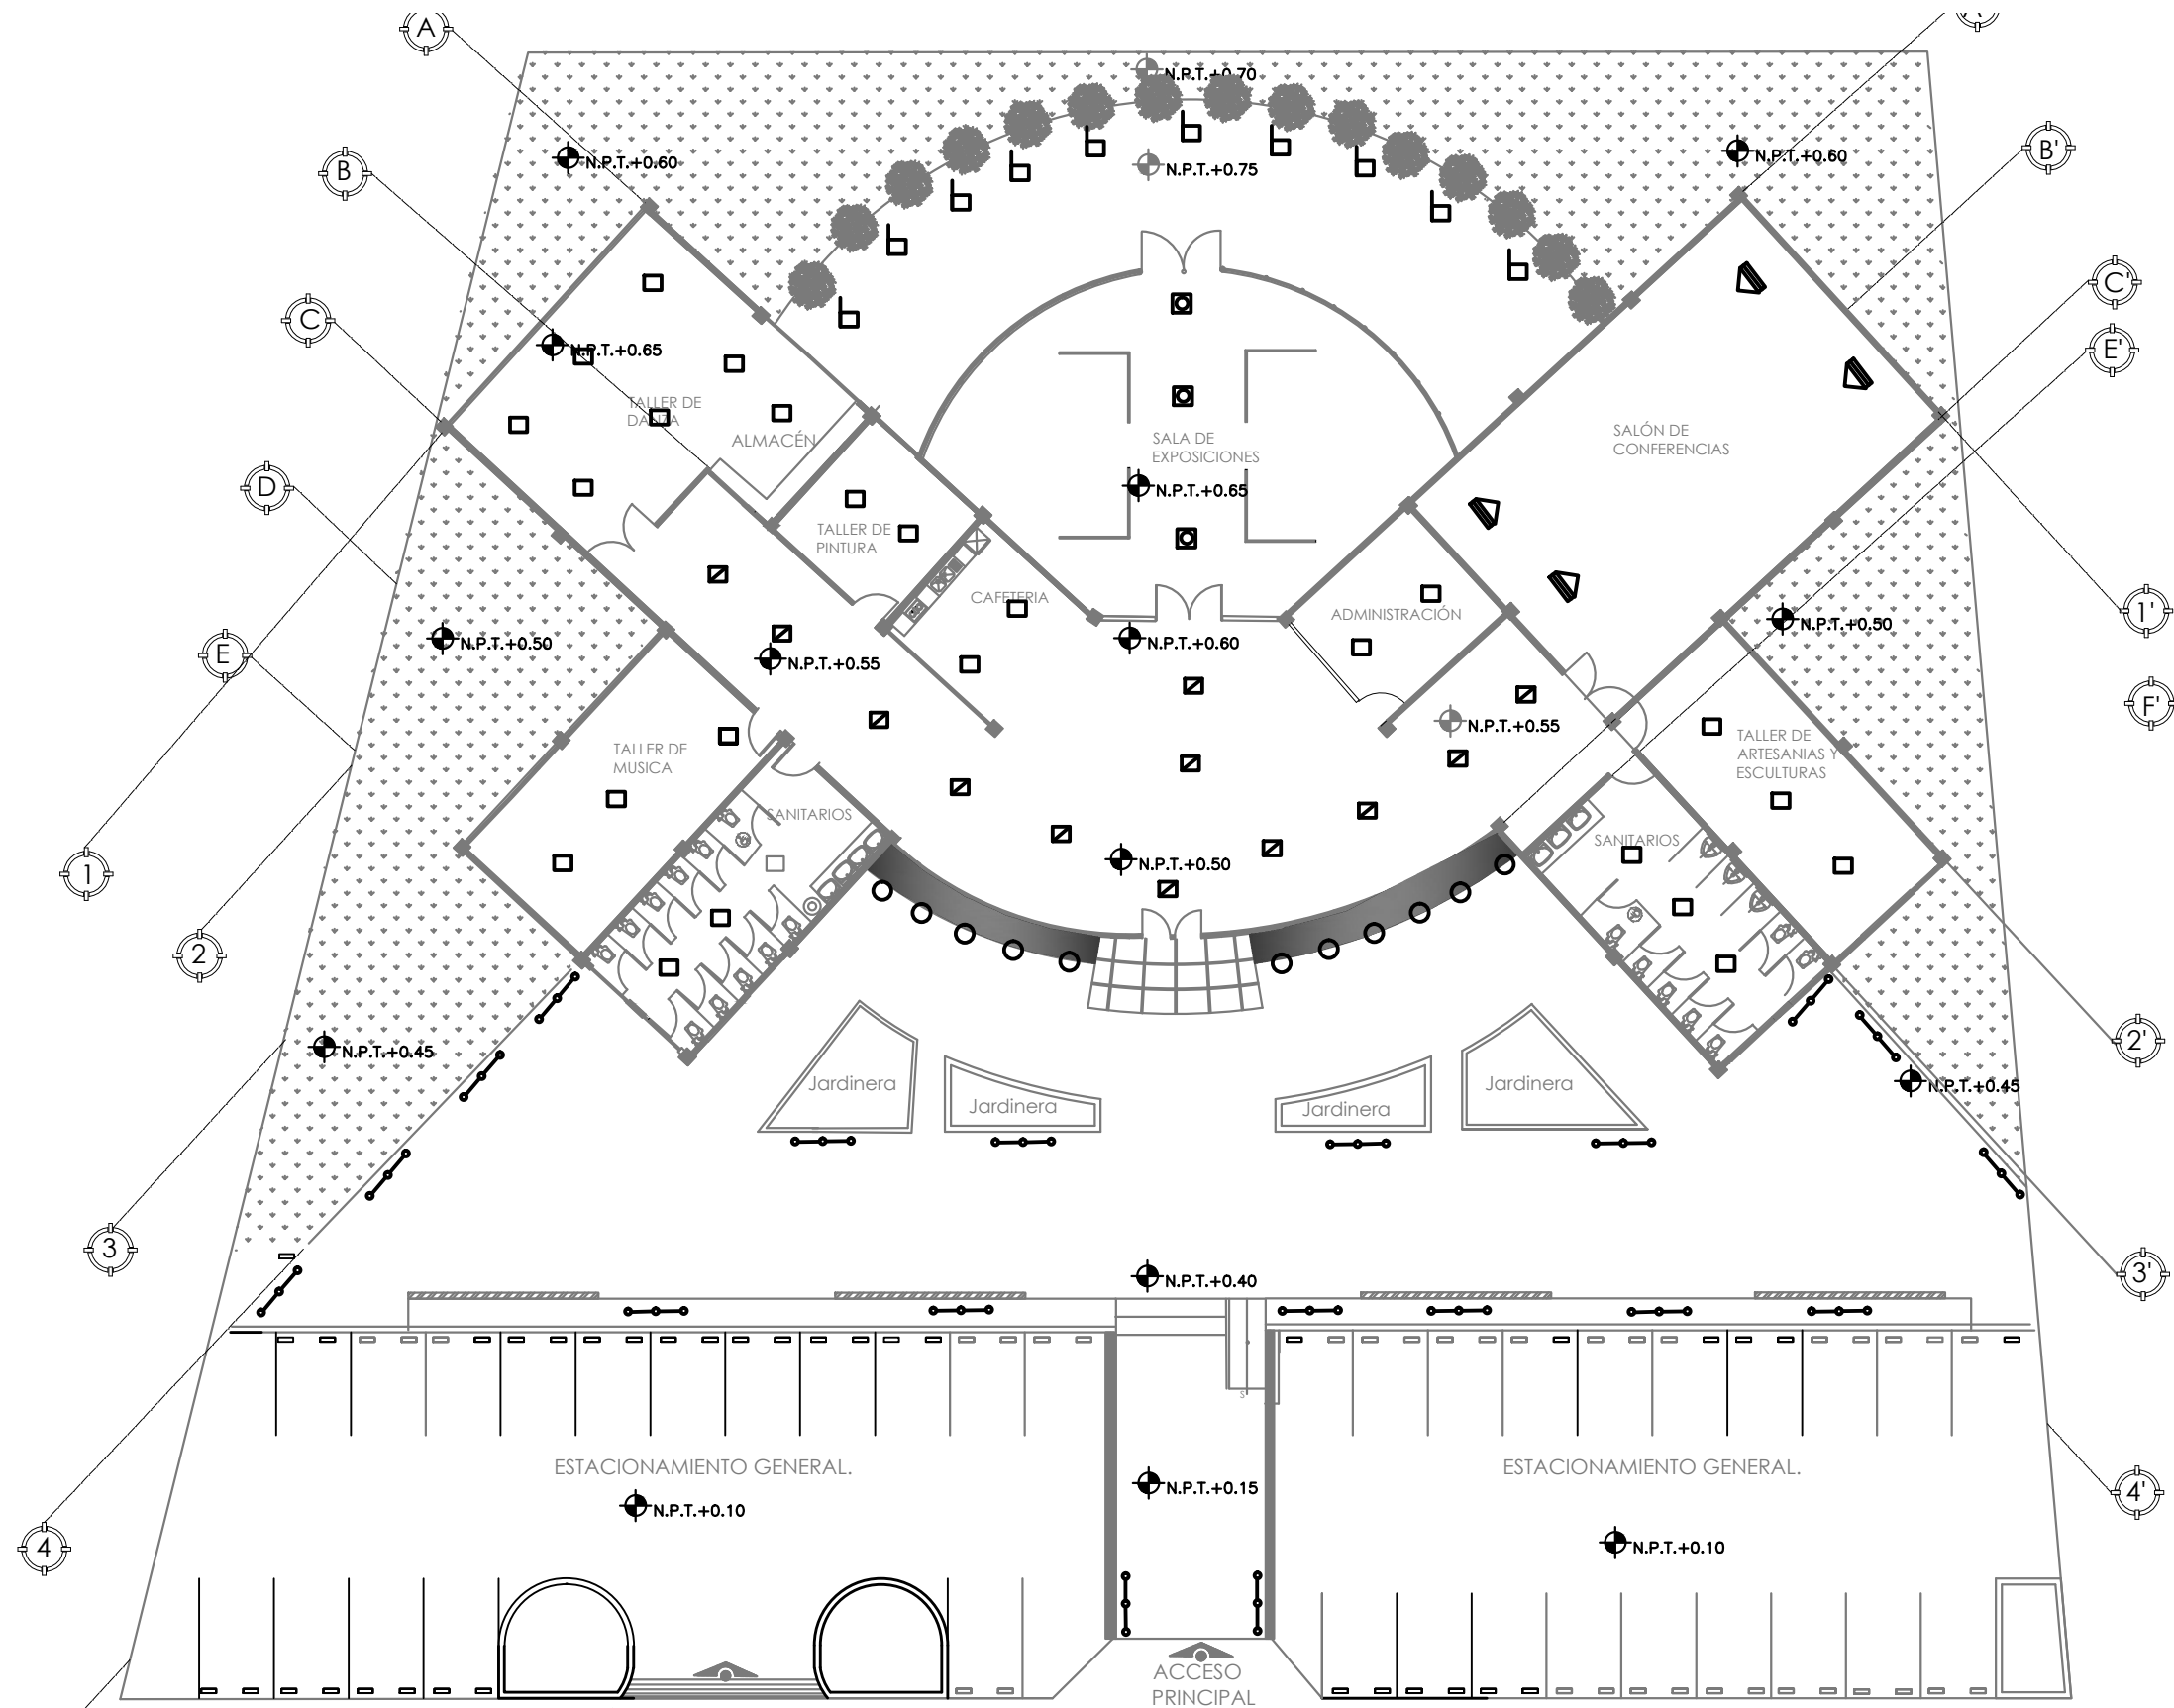 A
A'
N.P.T.+0.70
B
N.P.T.+0.60
N.P.T.+0.75
N.P.T.+0.60
B'
C
C'
N.P.T.+0.65
E'
TALLER DE
DANZA
ALMACÉN
SALA DE
EXPOSICIONES
SALÓN DE
CONFERENCIAS
D
N.P.T.+0.65
TALLER DE
PINTURA
CAFETERIA
ADMINISTRACIÓN
1'
E
N.P.T.+0.50
N.P.T.+0.55
N.P.T.+0.60
N.P.T.+0.50
F'
N.P.T.+0.55
TALLER DE
MUSICA
TALLER DE
ARTESANIAS Y
ESCULTURAS
SANITARIOS
SANITARIOS
1
N.P.T.+0.50
2
N.P.T.+0.45
2'
Jardinera
Jardinera
Jardinera
Jardinera
N.P.T.+0.45
3
N.P.T.+0.40
3'
S
ESTACIONAMIENTO GENERAL.
ESTACIONAMIENTO GENERAL.
N.P.T.+0.15
4'
N.P.T.+0.10
4
N.P.T.+0.10
ACCESO
PRINCIPAL